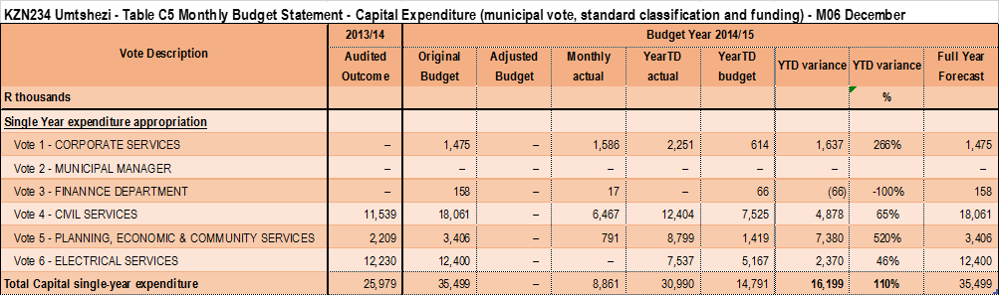 KZN234 Umtshezi - Table C5 Monthly Budget Statement - Capital Expenditure (municipal vote, standard classification and funding) - M06 December
Vote Description 2013/14 Budget Year 2014/15
Audited Outcome Original Budget Adjusted Budget Monthly actual YearTD actual YearTD budget YTD variance YTD variance Full Year Forecast
R thousands %
Single Year expenditure appropriation
Vote 1 - CORPORATE SERVICES – 1,475 – 1,586 2,251 614 1,637 266% 1,475
Vote 2 - MUNICIPAL MANAGER – – – – – – – – –
Vote 3 - FINANNCE DEPARTMENT – 158 – 17 – 66 (66) -100% 158
Vote 4 - CIVIL SERVICES 11,539 18,061 – 6,467 12,404 7,525 4,878 65% 18,061
Vote 5 - PLANNING, ECONOMIC & COMMUNITY SERVICES 2,209 3,406 – 791 8,799 1,419 7,380 520% 3,406
Vote 6 - ELECTRICAL SERVICES 12,230 12,400 – – 7,537 5,167 2,370 46% 12,400
Total Capital single-year expenditure 25,979 35,499 – 8,861 30,990 14,791 16,199 110% 35,499